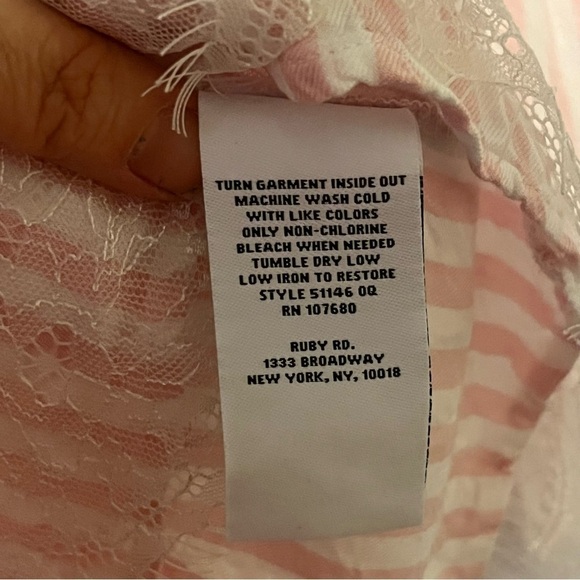 TURN GARMENT INSIDE OUT
MACHINE WASH COLD
WITH LIKE COLORS
ONLY NON-CHLORINE
BLEACH WHEN NEEDED
TUMBLE DRY LOW
LOW IRON TO RESTORE
STYLE 51146 0Q
RN 107680
RUBY RD.
1333 BROADWAY
NEW YORK, NY, 10018